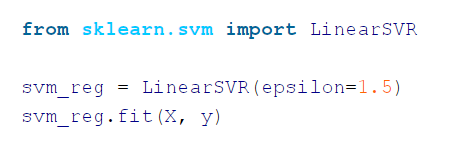 from sklearn.svm import LinearSVR
svm_reg = LinearSVR(epsilon=1.5)
svm_reg.fit(X, y)